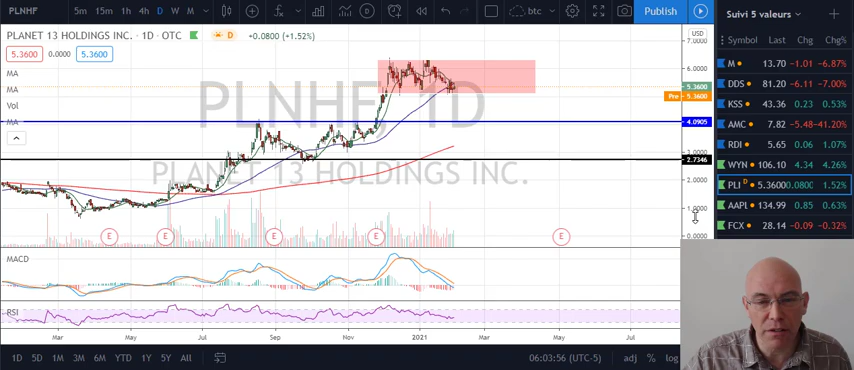 PLNHF 5m 15m 1h 4h D W M btc Publish
Suivi 5 valeurs
PLANET 13 HOLDINGS INC. · 1D · OTC D +0.0800 (+1.52%)
5.3600 0.0000 5.3600
MA
MA
Vol
MA
PLNHF, 1D
PLANET 13 HOLDINGS INC.
USD
7.0000
6.0000
5.3600
Pre 5.3600
4.0905
2.7346
2.0000
1.0000
0.0000
E E E E E
MACD
RSI
Mar May Jul Sep Nov 2021 Mar May Jul
1D 5D 1M 3M 6M YTD 1Y 5Y All 06:03:56 (UTC-5) adj % log
Symbol Last Chg Chg%
M 13.70 -1.01 -6.87%
DDS 81.20 -6.11 -7.00%
KSS 43.36 0.23 0.53%
AMC 7.82 -5.48 -41.20%
RDI 5.65 0.06 1.07%
WYN 106.10 4.34 4.26%
PLI D 5.3600 0.080C 1.52%
AAPL 134.99 0.85 0.63%
FCX 28.14 -0.09 -0.32%